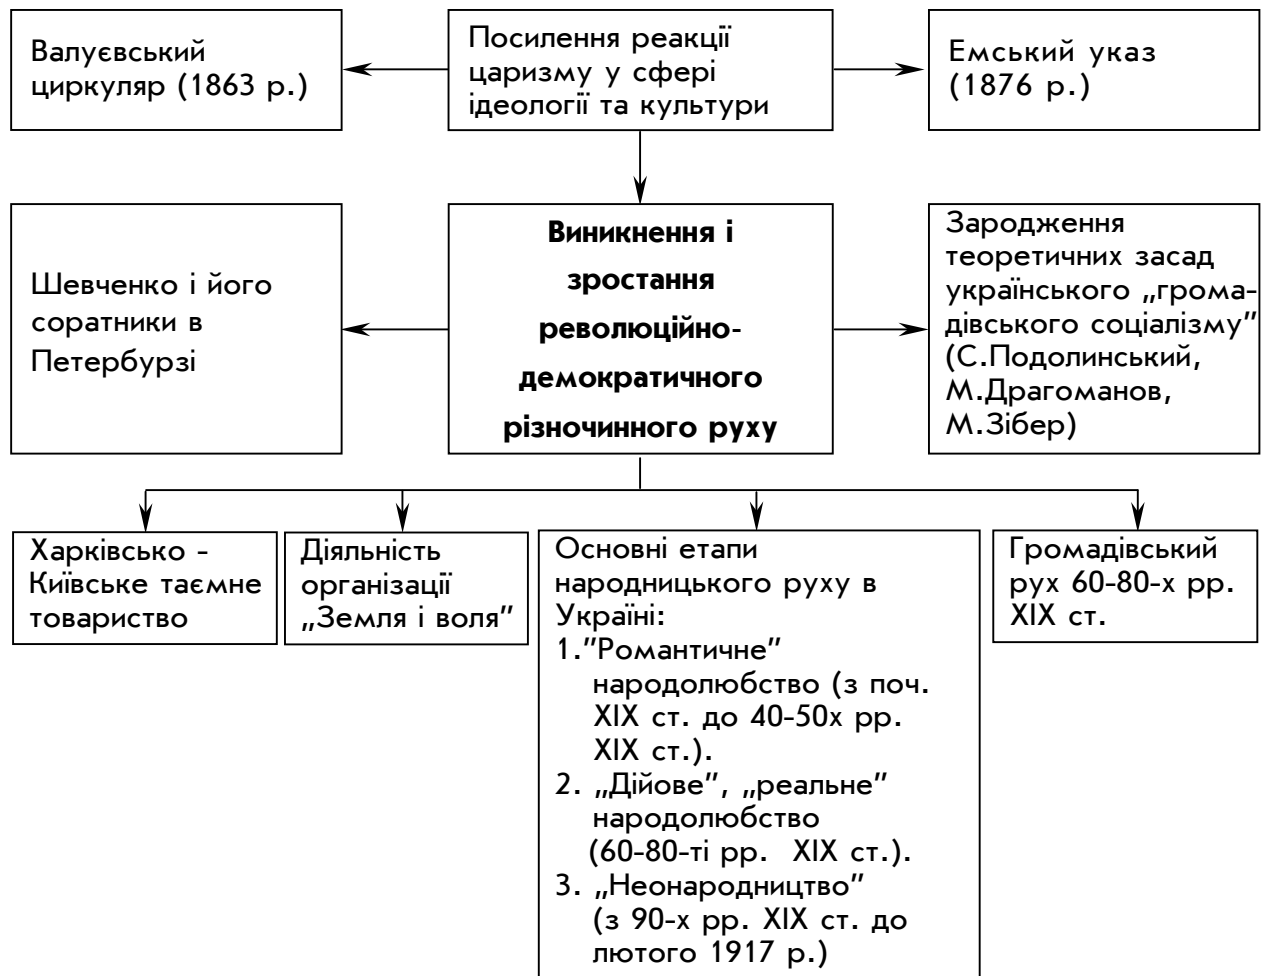 Валуєвський
циркуляр (1863 р.)
Посилення реакції
царизму у сфері
ідеології та культури
Емський указ
(1876 р.)
Шевченко і його
соратники в
Петербурзі
Виникнення і
зростання
революційно-
демократичного
різночинного руху
Зародження
теоретичних засад
українського „грома-
дівського соціалізму”
(С.Подолинський,
М.Драгоманов,
М.Зібер)
Харківсько -
Київське таємне
товариство
Діяльність
організації
„Земля і воля”
Основні етапи
народницького руху в
Україні:
1.”Романтичне”
народолюбство (з поч.
XIX ст. до 40-50х рр.
XIX ст.).
2. „Дійове”, „реальне”
народолюбство
(60-80-ті рр. XIX ст.).
3. „Неонародництво”
(з 90-х рр. XIX ст. до
лютого 1917 р.)
Громадівський
рух 60-80-х рр.
XIX ст.